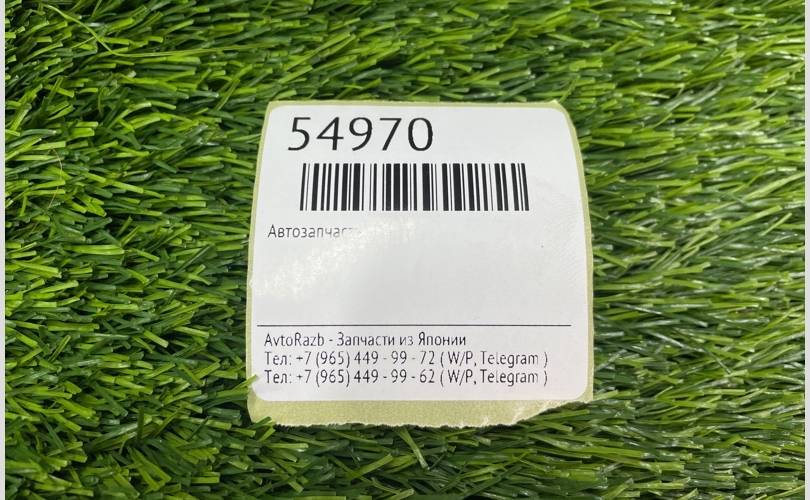 54970
Автозапчаст
AvtoRazb - Запчасти из Японии
Тел: +7 (965) 449 - 99 - 72 ( W/P, Telegram )
Тел: +7 (965) 449 - 99 - 62 ( W/P, Telegram )